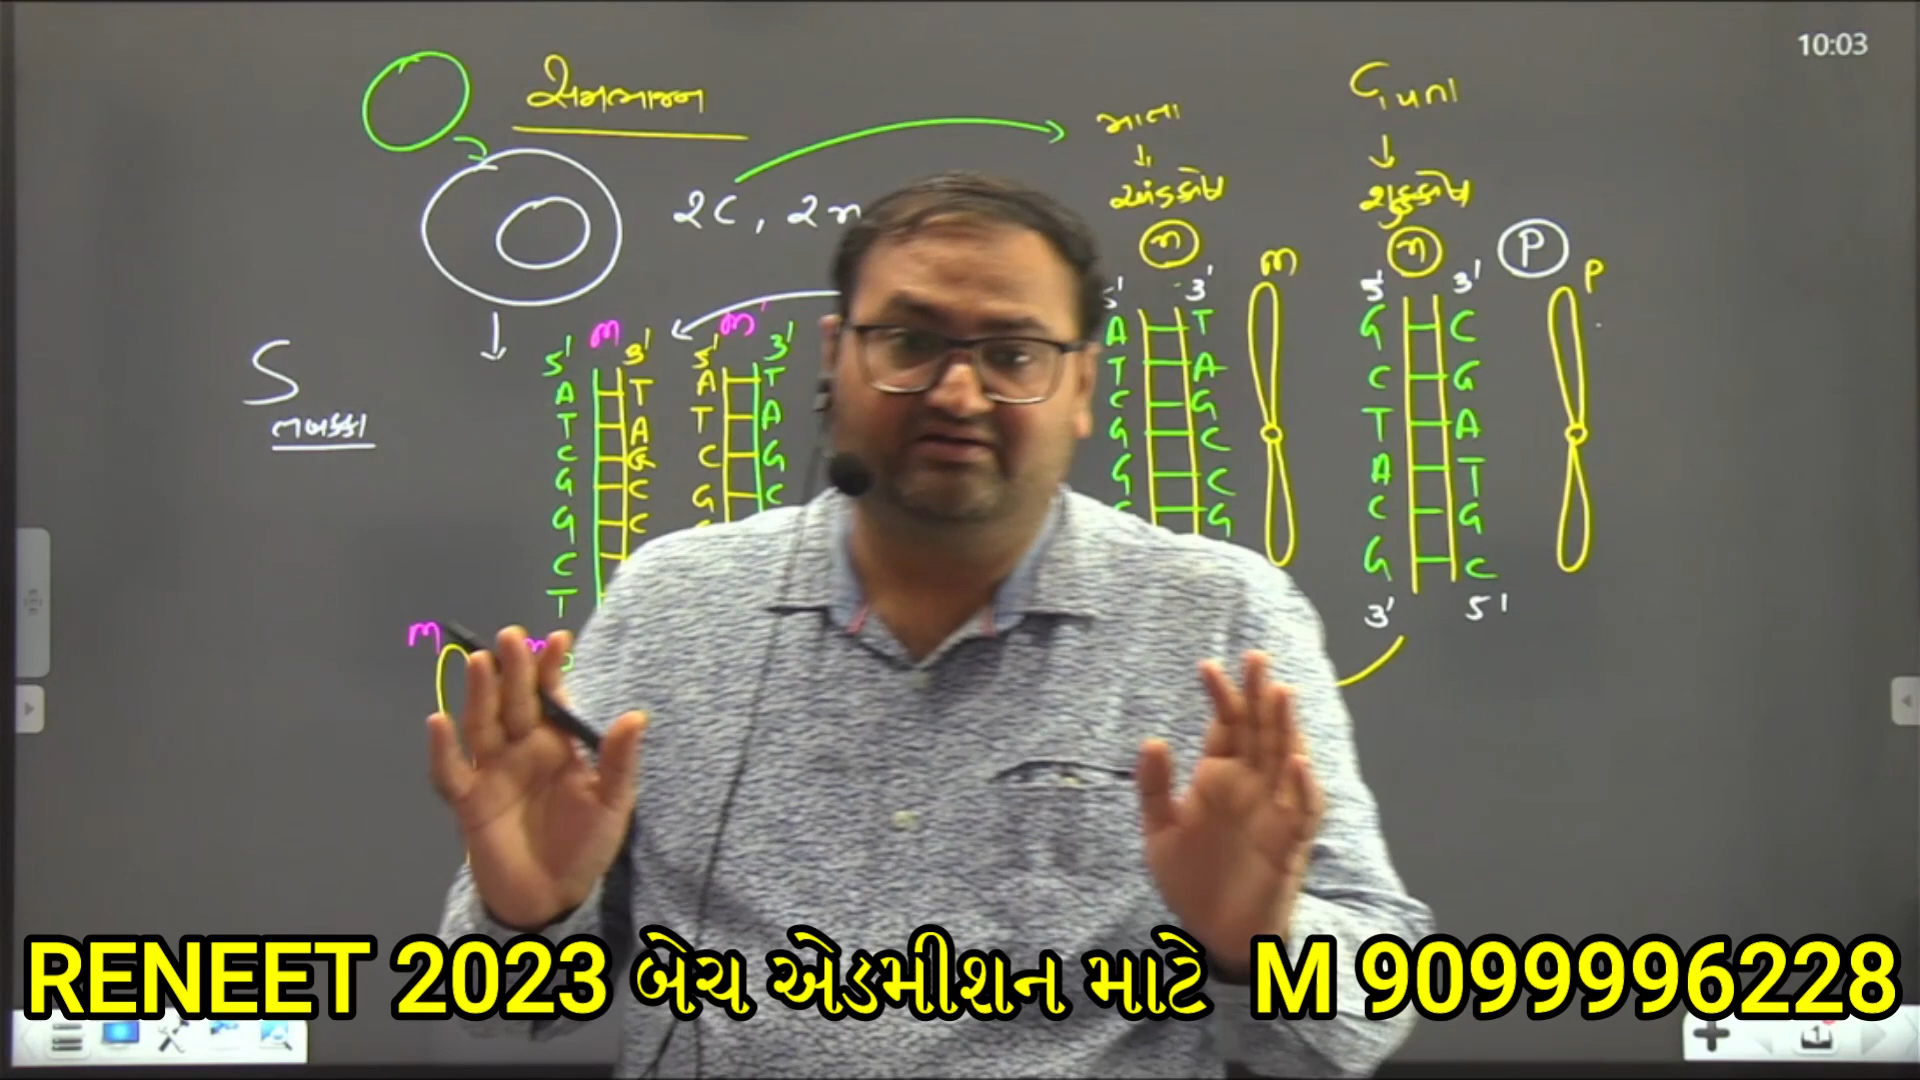 10:03
સમભાજન
માતા
પિતા
↓
↓
અંડકોષ
શુક્રકોષ
2C, 2n
n
n
P
m
P
S
તબક્કા
m
m'
5' 3'
5' 3'
A T
T A
C G
G C
G C
C
T
A T
T A
C G
G C
5' 3'
A T
T A
C G
G C
G C
C G
5' 3'
G C
C G
T A
A T
C G
G C
3' 5'
m
m
RENEET 2023 બેચ એડમીશન માટે M 9099996228